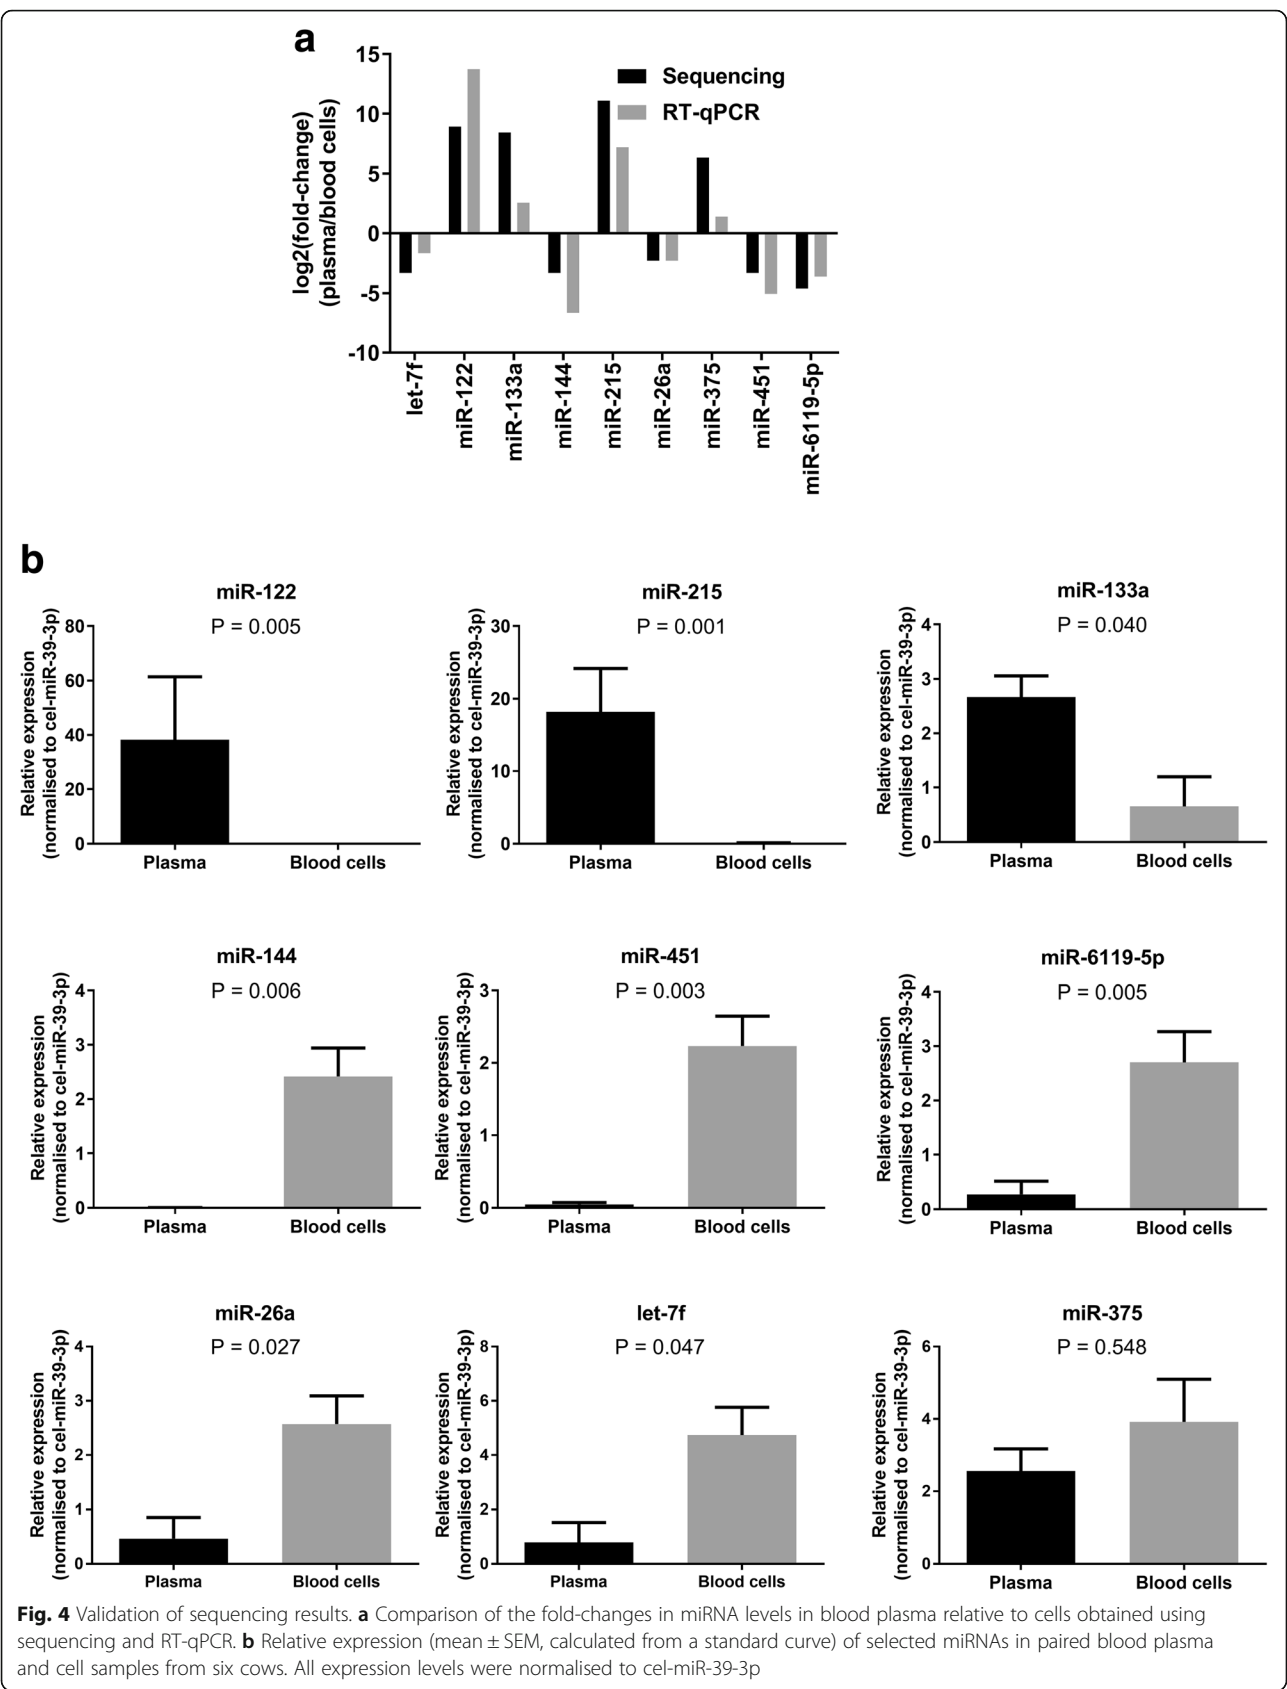 a
15
10
5
0
-5
-10
log2(fold-change)
(plasma/blood cells)
Sequencing
RT-qPCR
let-7f
miR-122
miR-133a
miR-144
miR-215
miR-26a
miR-375
miR-451
miR-6119-5p
b
miR-122
P = 0.005
Relative expression
(normalised to cel-miR-39-3p)
80
60
40
20
0
Plasma Blood cells
miR-215
P = 0.001
Relative expression
(normalised to cel-miR-39-3p)
30
20
10
0
Plasma Blood cells
miR-133a
P = 0.040
Relative expression
(normalised to cel-miR-39-3p)
4
3
2
1
0
Plasma Blood cells
miR-144
P = 0.006
Relative expression
(normalised to cel-miR-39-3p)
4
3
2
1
0
Plasma Blood cells
miR-451
P = 0.003
Relative expression
(normalised to cel-miR-39-3p)
3
2
1
0
Plasma Blood cells
miR-6119-5p
P = 0.005
Relative expression
(normalised to cel-miR-39-3p)
4
3
2
1
0
Plasma Blood cells
miR-26a
P = 0.027
Relative expression
(normalised to cel-miR-39-3p)
4
3
2
1
0
Plasma Blood cells
let-7f
P = 0.047
Relative expression
(normalised to cel-miR-39-3p)
8
6
4
2
0
Plasma Blood cells
miR-375
P = 0.548
Relative expression
(normalised to cel-miR-39-3p)
6
4
2
0
Plasma Blood cells
Fig. 4 Validation of sequencing results. a Comparison of the fold-changes in miRNA levels in blood plasma relative to cells obtained using
sequencing and RT-qPCR. b Relative expression (mean ± SEM, calculated from a standard curve) of selected miRNAs in paired blood plasma
and cell samples from six cows. All expression levels were normalised to cel-miR-39-3p